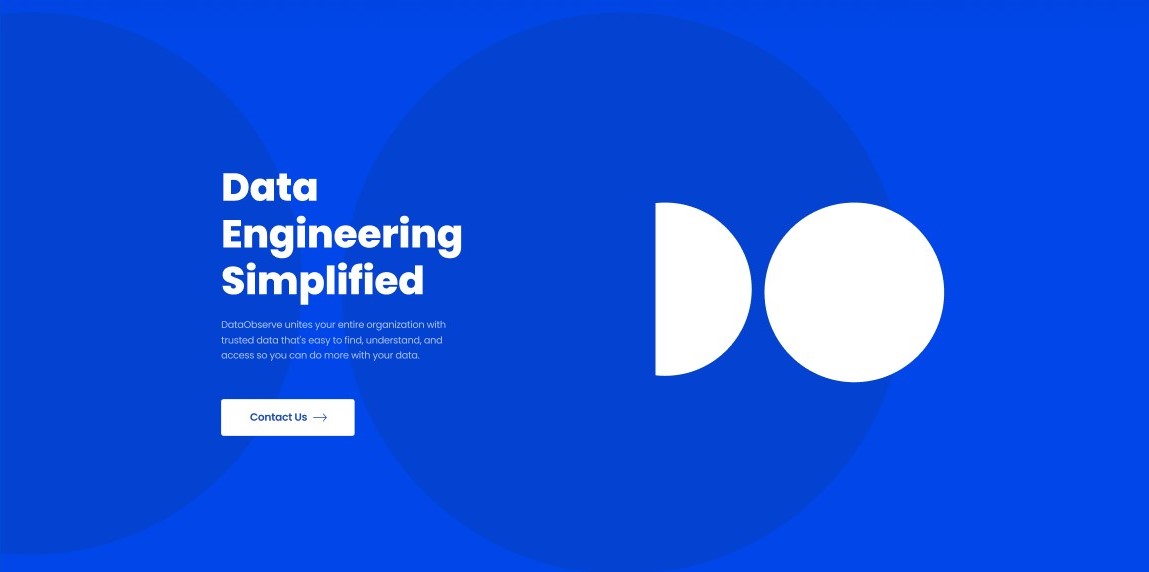 Data
Engineering
Simplified
DataObserve unites your entire organization with
trusted data that's easy to find, understand, and
access so you can do more with your data.
Contact Us →